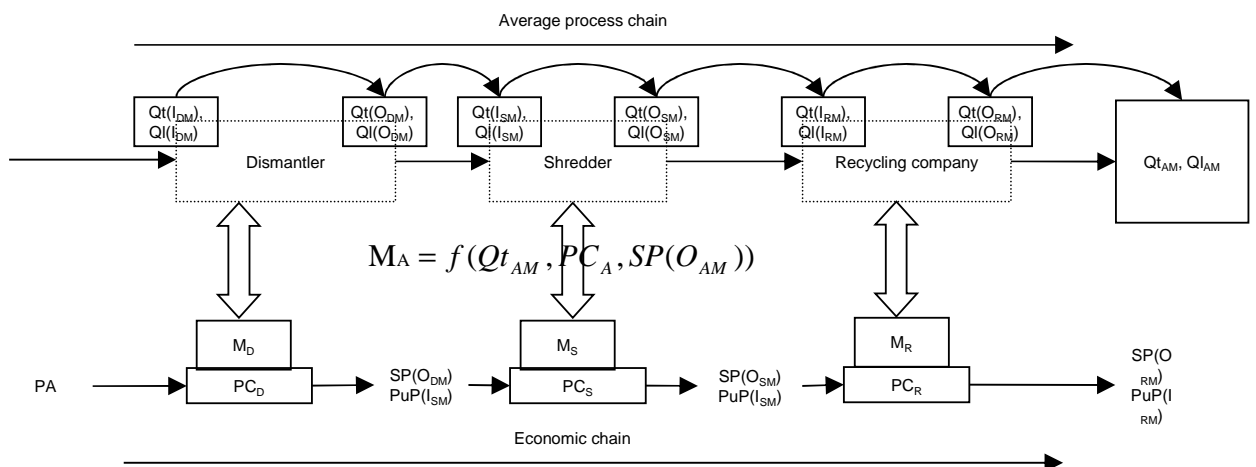 Average process chain
Qt(I_DM),
Ql(I_DM)
Qt(O_DM),
Ql(O_DM)
Qt(I_SM),
Ql(I_SM)
Qt(O_SM),
Ql(O_SM)
Qt(I_RM),
Ql(I_RM)
Qt(O_RM),
Ql(O_RM)
Dismantler
Shredder
Recycling company
Qt_AM, Ql_AM
M_A = f(Qt_AM, PC_A, SP(O_AM))
M_D
M_S
M_R
PA
PC_D
SP(O_DM)
PuP(I_SM)
PC_S
SP(O_SM)
PuP(I_SM)
PC_R
SP(O
RM)
PuP(I
RM)
Economic chain